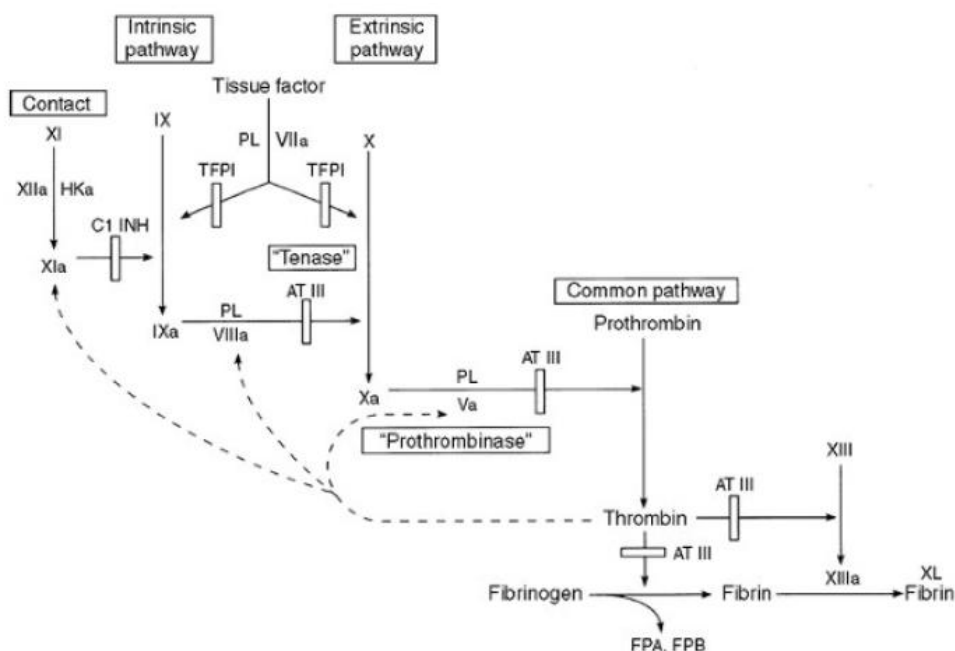 Intrinsic
pathway
Extrinsic
pathway
Tissue factor
Contact
XI
IX
PL VIIa
X
TFPI
TFPI
XIIa HKa
C1 INH
XIa
"Tenase"
AT III
PL
IXa
VIIIa
Common pathway
Prothrombin
AT III
PL
Xa
Va
"Prothrombinase"
XIII
AT III
Thrombin
AT III
XIIIa
XL
Fibrinogen
Fibrin
Fibrin
FPA, FPB